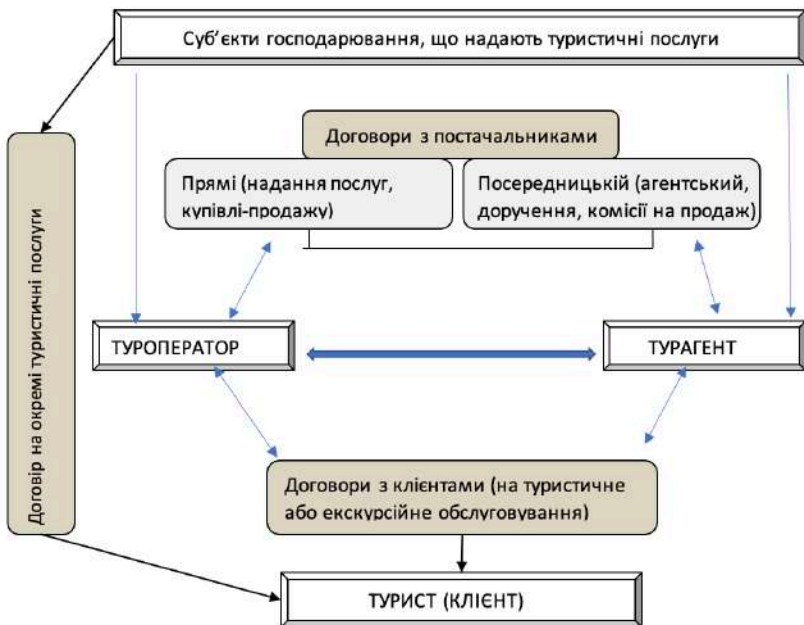 Суб’єкти господарювання, що надають туристичні послуги
Договори з постачальниками
Прямі (надання послуг,
купівлі-продажу)
Посередницькій (агентський,
доручення, комісії на продаж)
Договір на окремі туристичні послуги
ТУРОПЕРАТОР
ТУРАГЕНТ
Договори з клієнтами (на туристичне
або екскурсійне обслуговування)
ТУРИСТ (КЛІЄНТ)